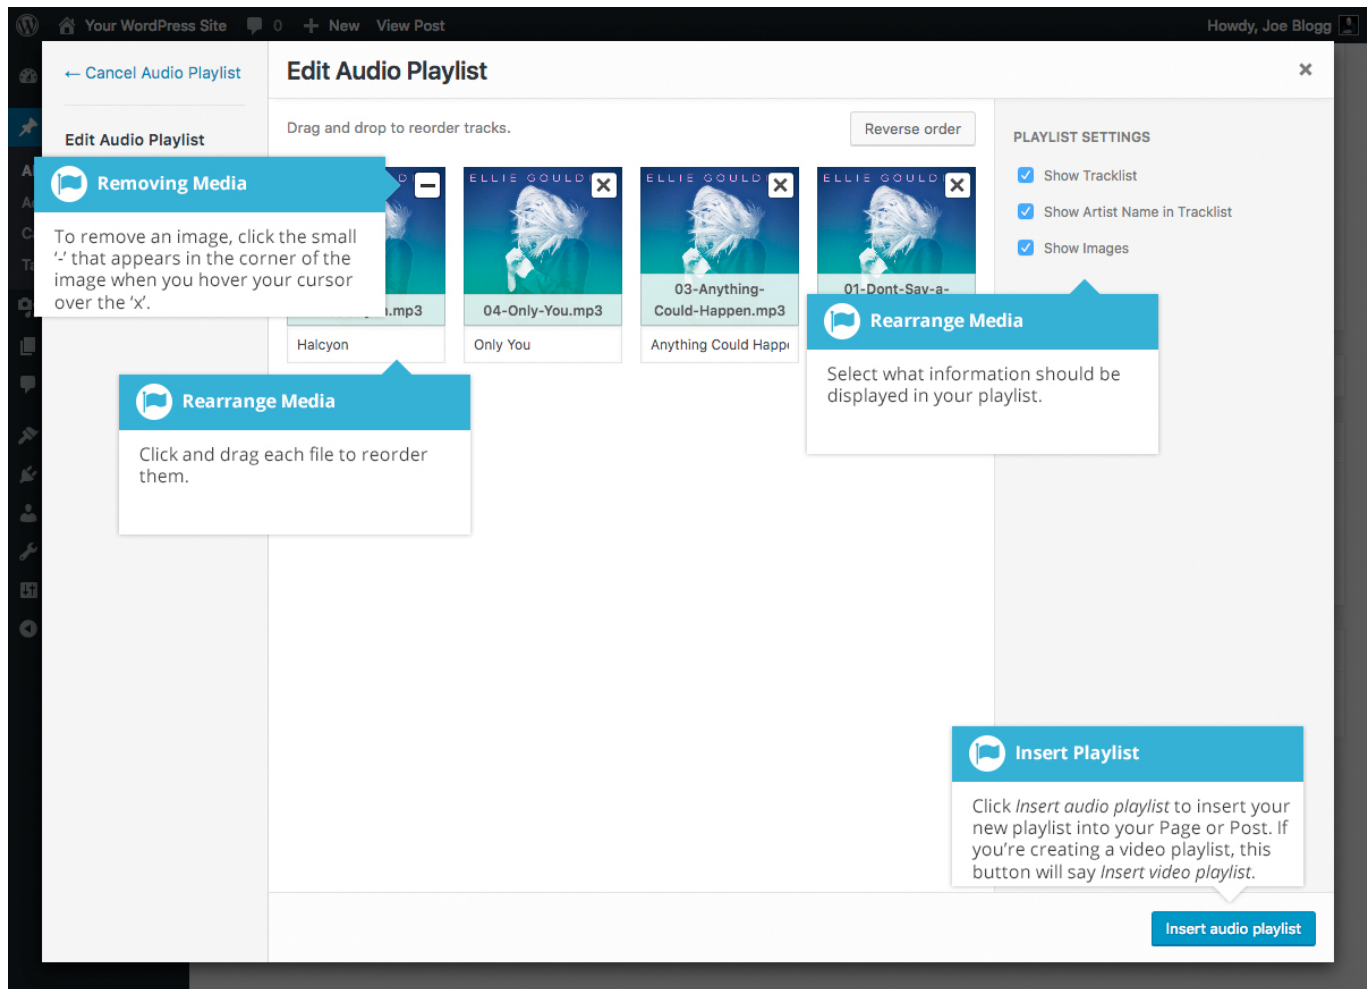 Your WordPress Site 0 New View Post Howdy, Joe Blogg
← Cancel Audio Playlist
Edit Audio Playlist
Edit Audio Playlist
Drag and drop to reorder tracks.
Reverse order
Removing Media
To remove an image, click the small
‘-’ that appears in the corner of the
image when you hover your cursor
over the ‘x’.
.mp3
Halcyon
ELLIE GOULD
04-Only-You.mp3
Only You
ELLIE GOULD
03-Anything-
Could-Happen.mp3
Anything Could Happ
ELLIE GOULD
01-Dont-Say-a-
Rearrange Media
Click and drag each file to reorder
them.
PLAYLIST SETTINGS
Show Tracklist
Show Artist Name in Tracklist
Show Images
Rearrange Media
Select what information should be
displayed in your playlist.
Insert Playlist
Click Insert audio playlist to insert your
new playlist into your Page or Post. If
you’re creating a video playlist, this
button will say Insert video playlist.
Insert audio playlist